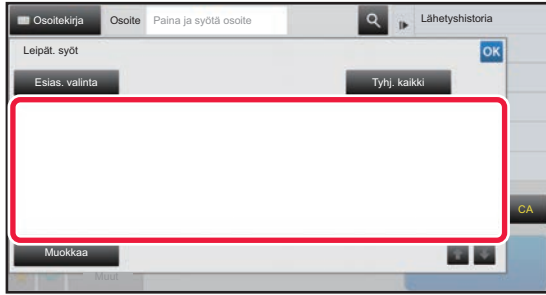 Osoitekirja Osoite Paina ja syötä osoite Lähetyshistoria
Leipät. syöt OK
Esias. valinta Tyhj. kaikki
CA
Muokkaa
Muut